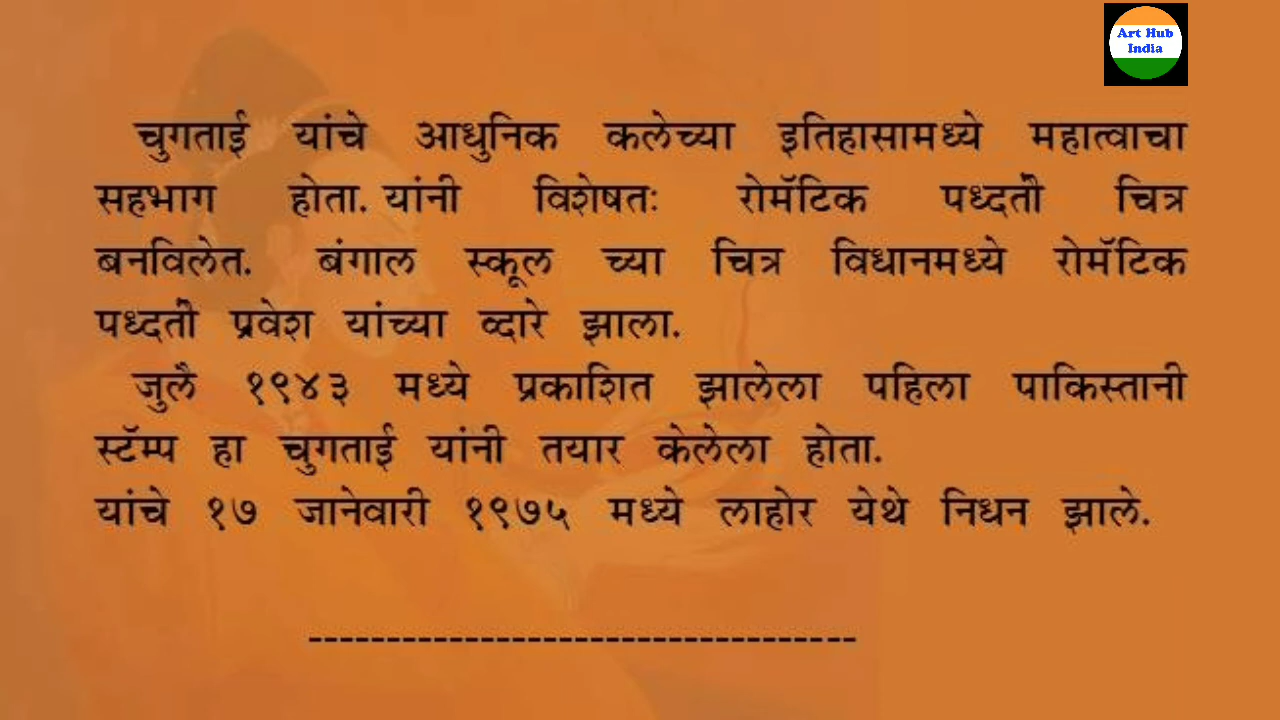 Art Hub
India
चुगताई यांचे आधुनिक कलेच्या इतिहासामध्ये महात्वाचा
सहभाग होता. यांनी विशेषतः रोमॅटिक पध्दतीे चित्र
बनविलेत. बंगाल स्कूल च्या चित्र विधानमध्ये रोमॅटिक
पध्दतीे प्रवेश यांच्या व्दारे झाला.
जुलै १९४३ मध्ये प्रकाशित झालेला पहिला पाकिस्तानी
स्टॅम्प हा चुगताई यांनी तयार केलेला होता.
यांचे १७ जानेवारी १९७५ मध्ये लाहोर येथे निधन झाले.
-----------------------------------